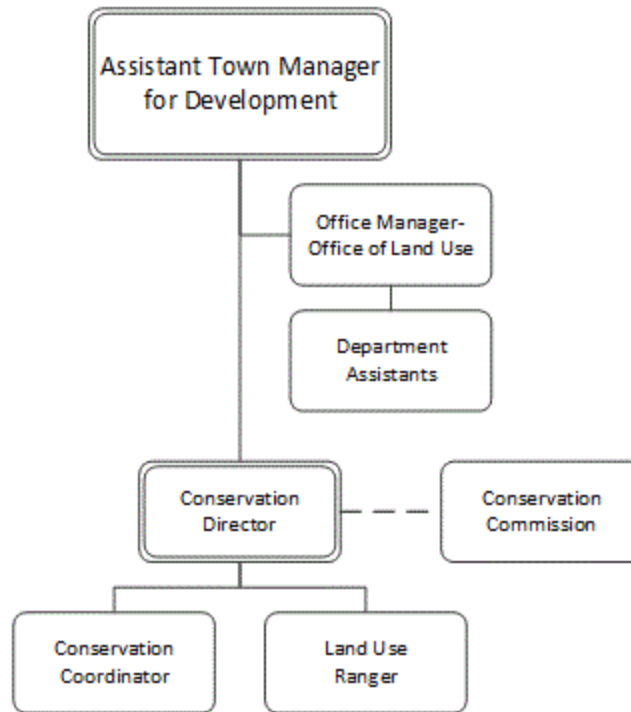 Assistant Town Manager
for Development
Office Manager-
Office of Land Use
Department
Assistants
Conservation
Director
Conservation
Commission
Conservation
Coordinator
Land Use
Ranger